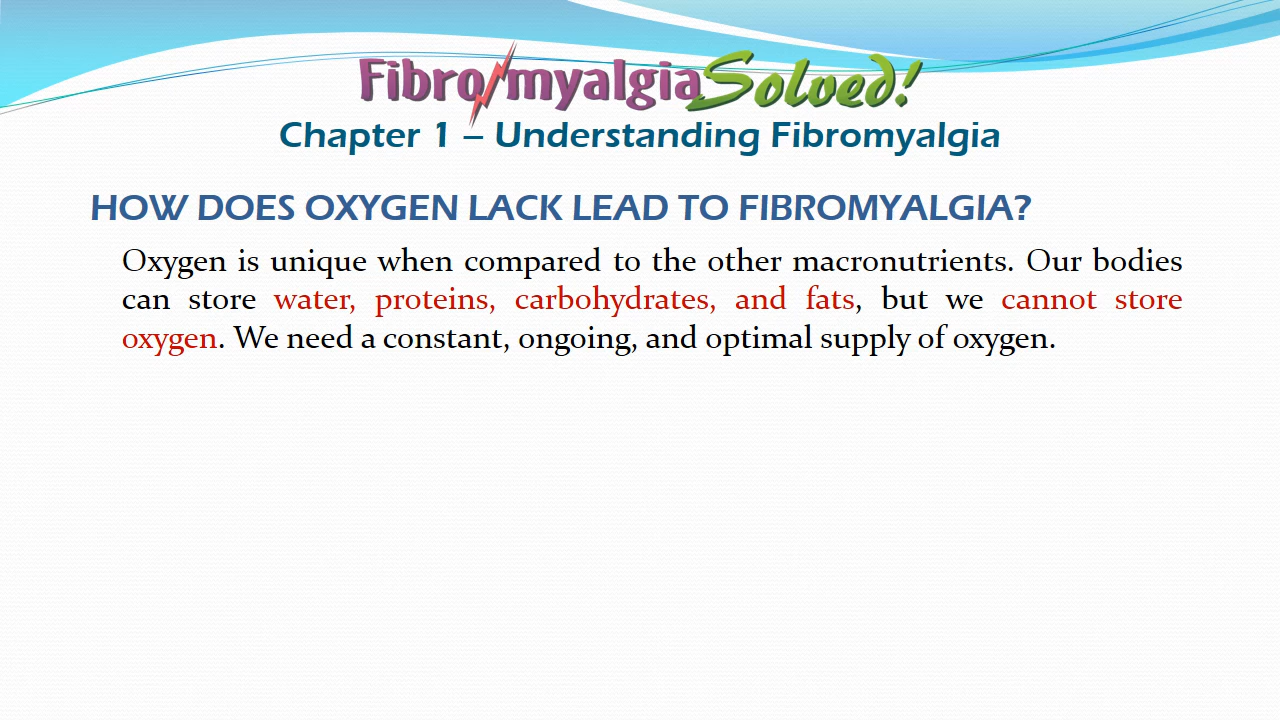 Fibromyalgia Solved!
Chapter 1 – Understanding Fibromyalgia
HOW DOES OXYGEN LACK LEAD TO FIBROMYALGIA?
Oxygen is unique when compared to the other macronutrients. Our bodies
can store water, proteins, carbohydrates, and fats, but we cannot store
oxygen. We need a constant, ongoing, and optimal supply of oxygen.